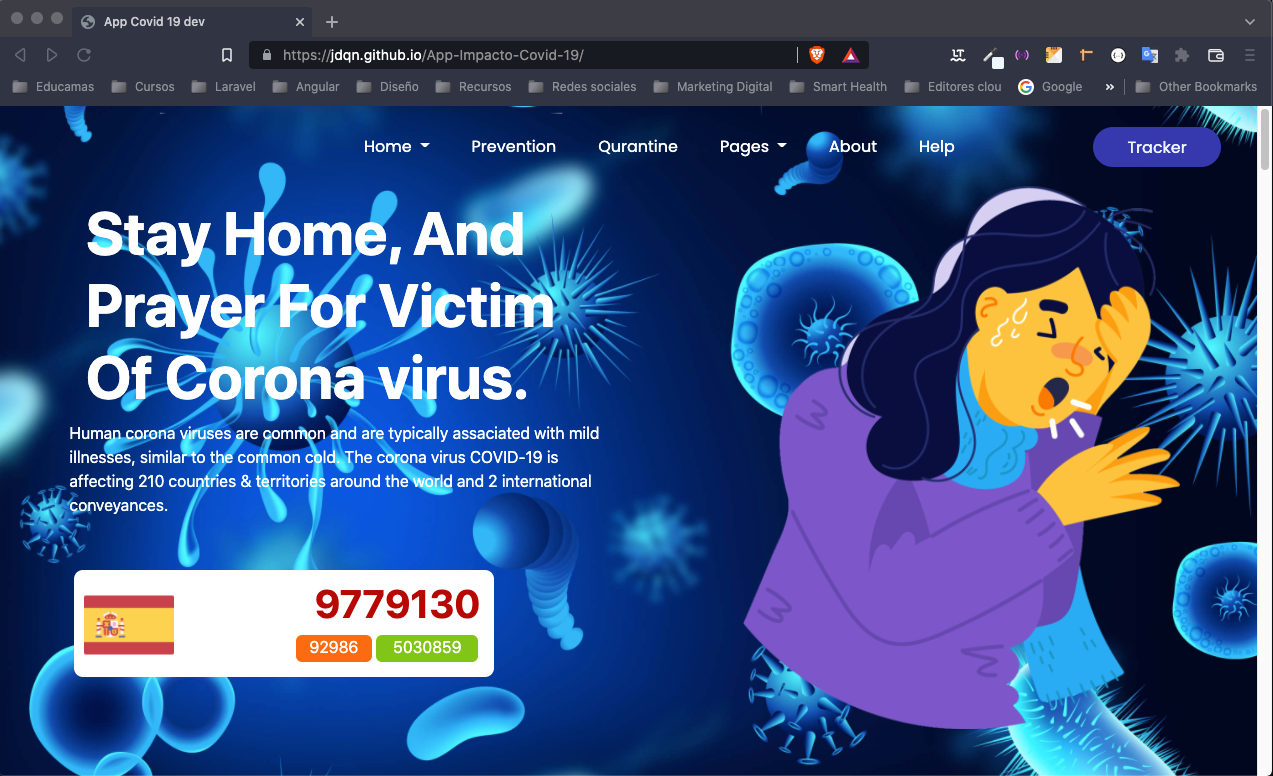 App Covid 19 dev
https://jdqn.github.io/App-Impacto-Covid-19/
Educamas Cursos Laravel Angular Diseño Recursos Redes sociales Marketing Digital Smart Health Editores clou Google » Other Bookmarks
Home Prevention Qurantine Pages About Help Tracker
Stay Home, And
Prayer For Victim
Of Corona virus.
Human corona viruses are common and are typically assaciated with mild
illnesses, similar to the common cold. The corona virus COVID-19 is
affecting 210 countries & territories around the world and 2 international
conveyances.
9779130
92986 5030859